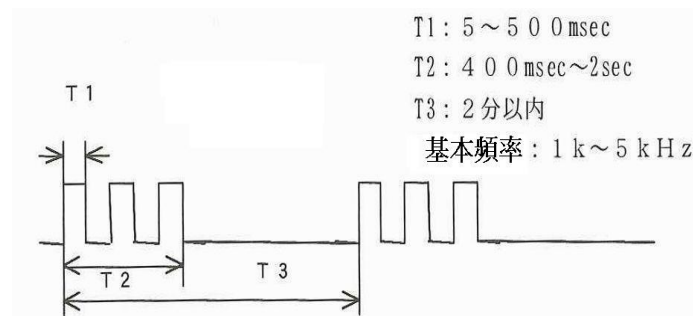 T1：５～５００msec
T2：４００msec～2sec
T3：２分以内
基本頻率：１ｋ～５ｋＨｚ
Ｔ１
Ｔ２
Ｔ３